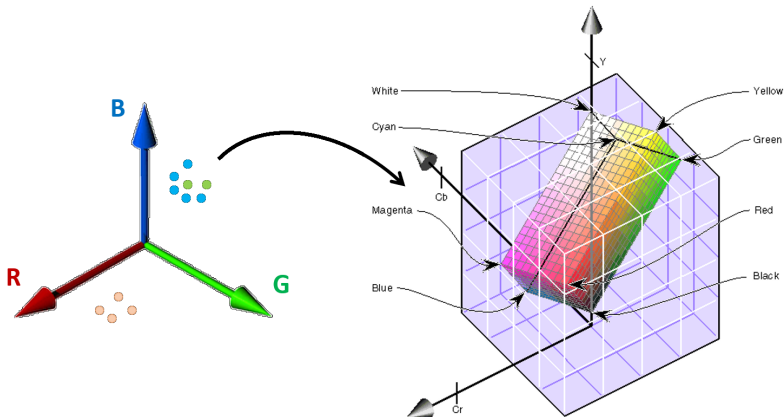 B
R
G
Y
White
Yellow
Cyan
Green
Cb
Magenta
Red
Blue
Black
Cr